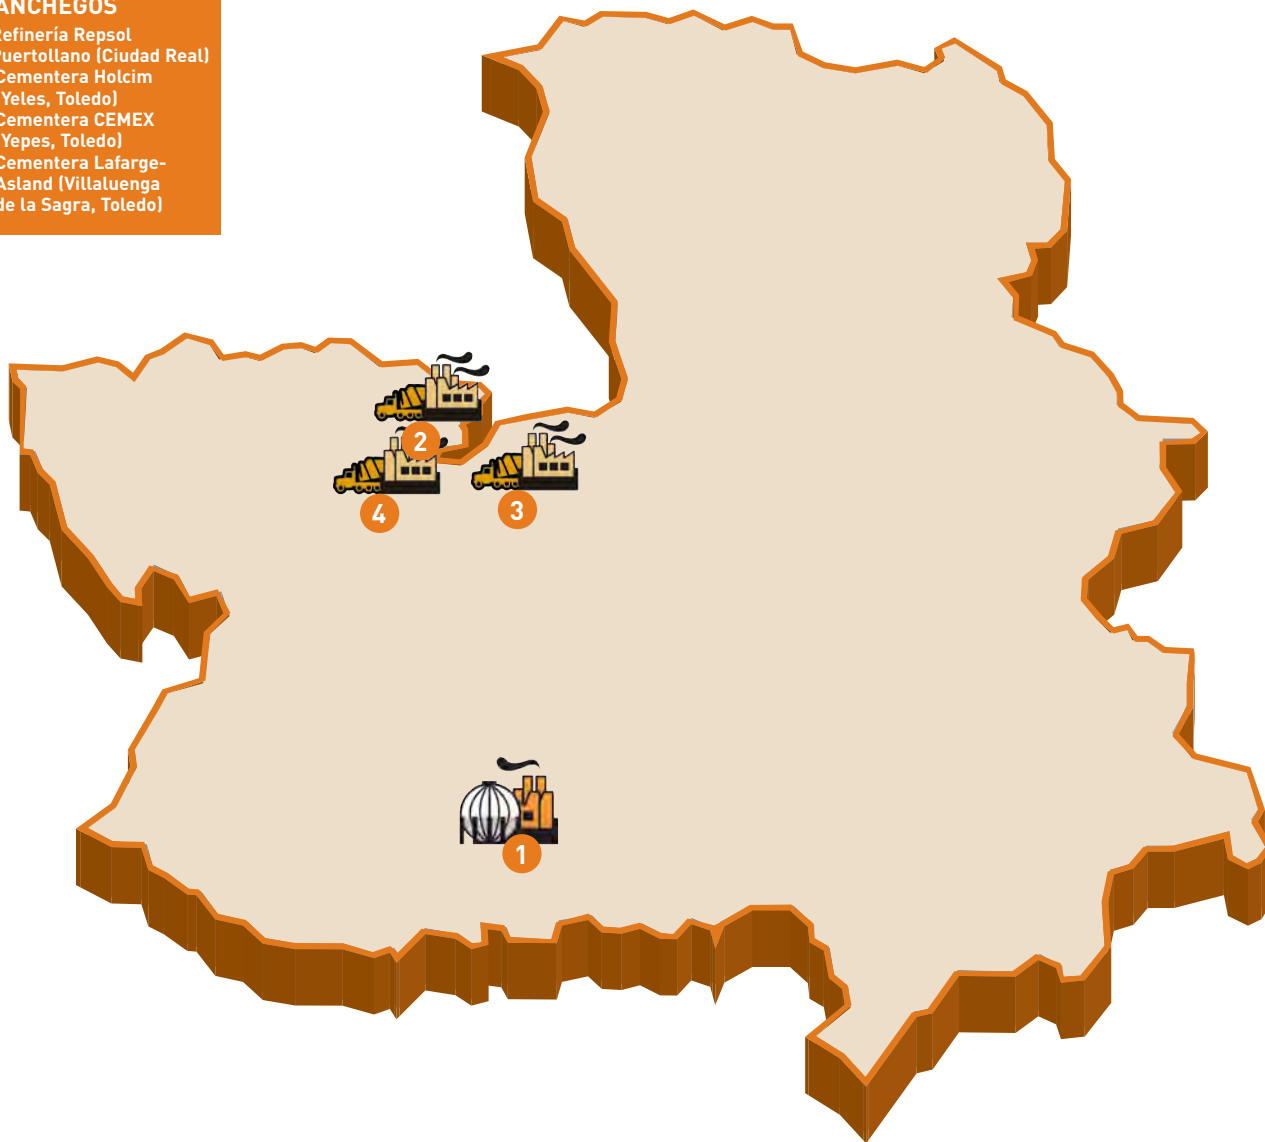 ANCHEGOS
Refinería Repsol
Puertollano (Ciudad Real)
Cementera Holcim
(Yeles, Toledo)
Cementera CEMEX
(Yepes, Toledo)
Cementera Lafarge-
Asland (Villaluenga
de la Sagra, Toledo)
2
4
3
1